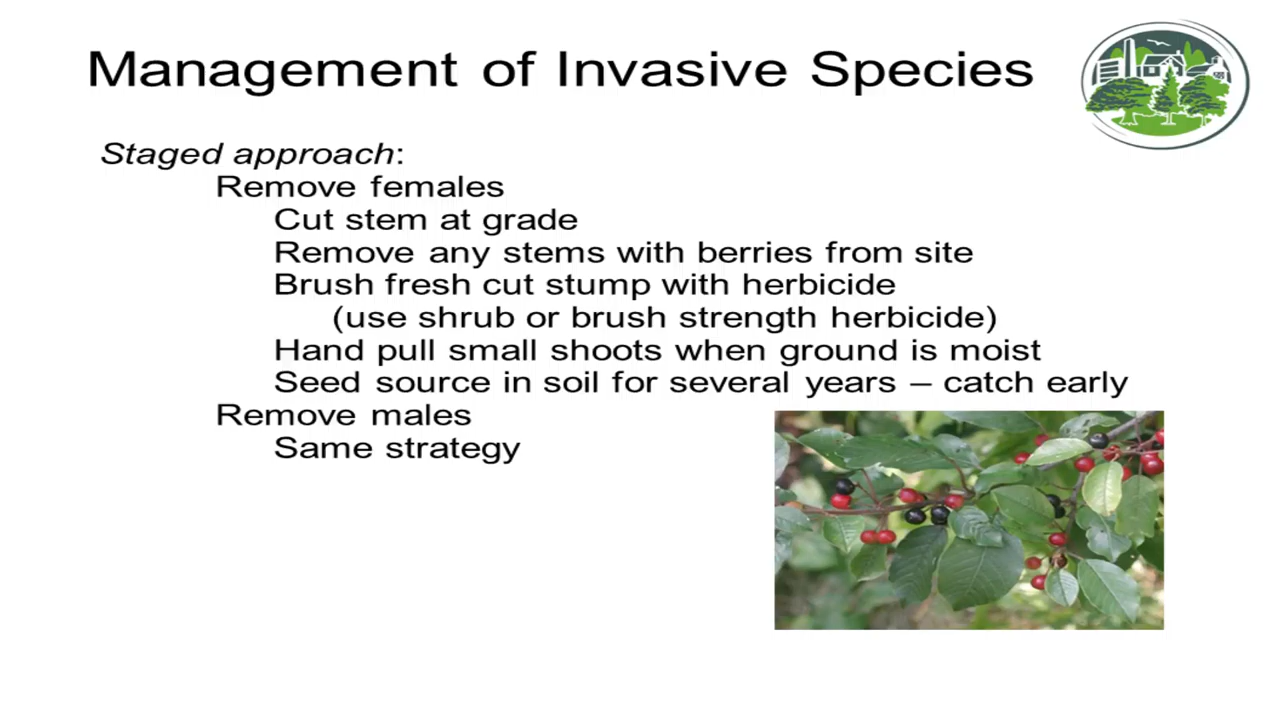 Management of Invasive Species
Staged approach:
Remove females
Cut stem at grade
Remove any stems with berries from site
Brush fresh cut stump with herbicide
(use shrub or brush strength herbicide)
Hand pull small shoots when ground is moist
Seed source in soil for several years – catch early
Remove males
Same strategy